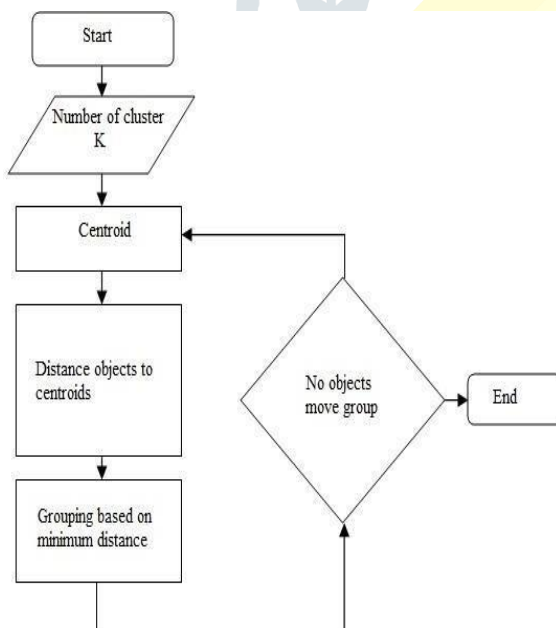 Start
Number of cluster
K
Centroid
Distance objects to
centroids
Grouping based on
minimum distance
No objects
move group
End